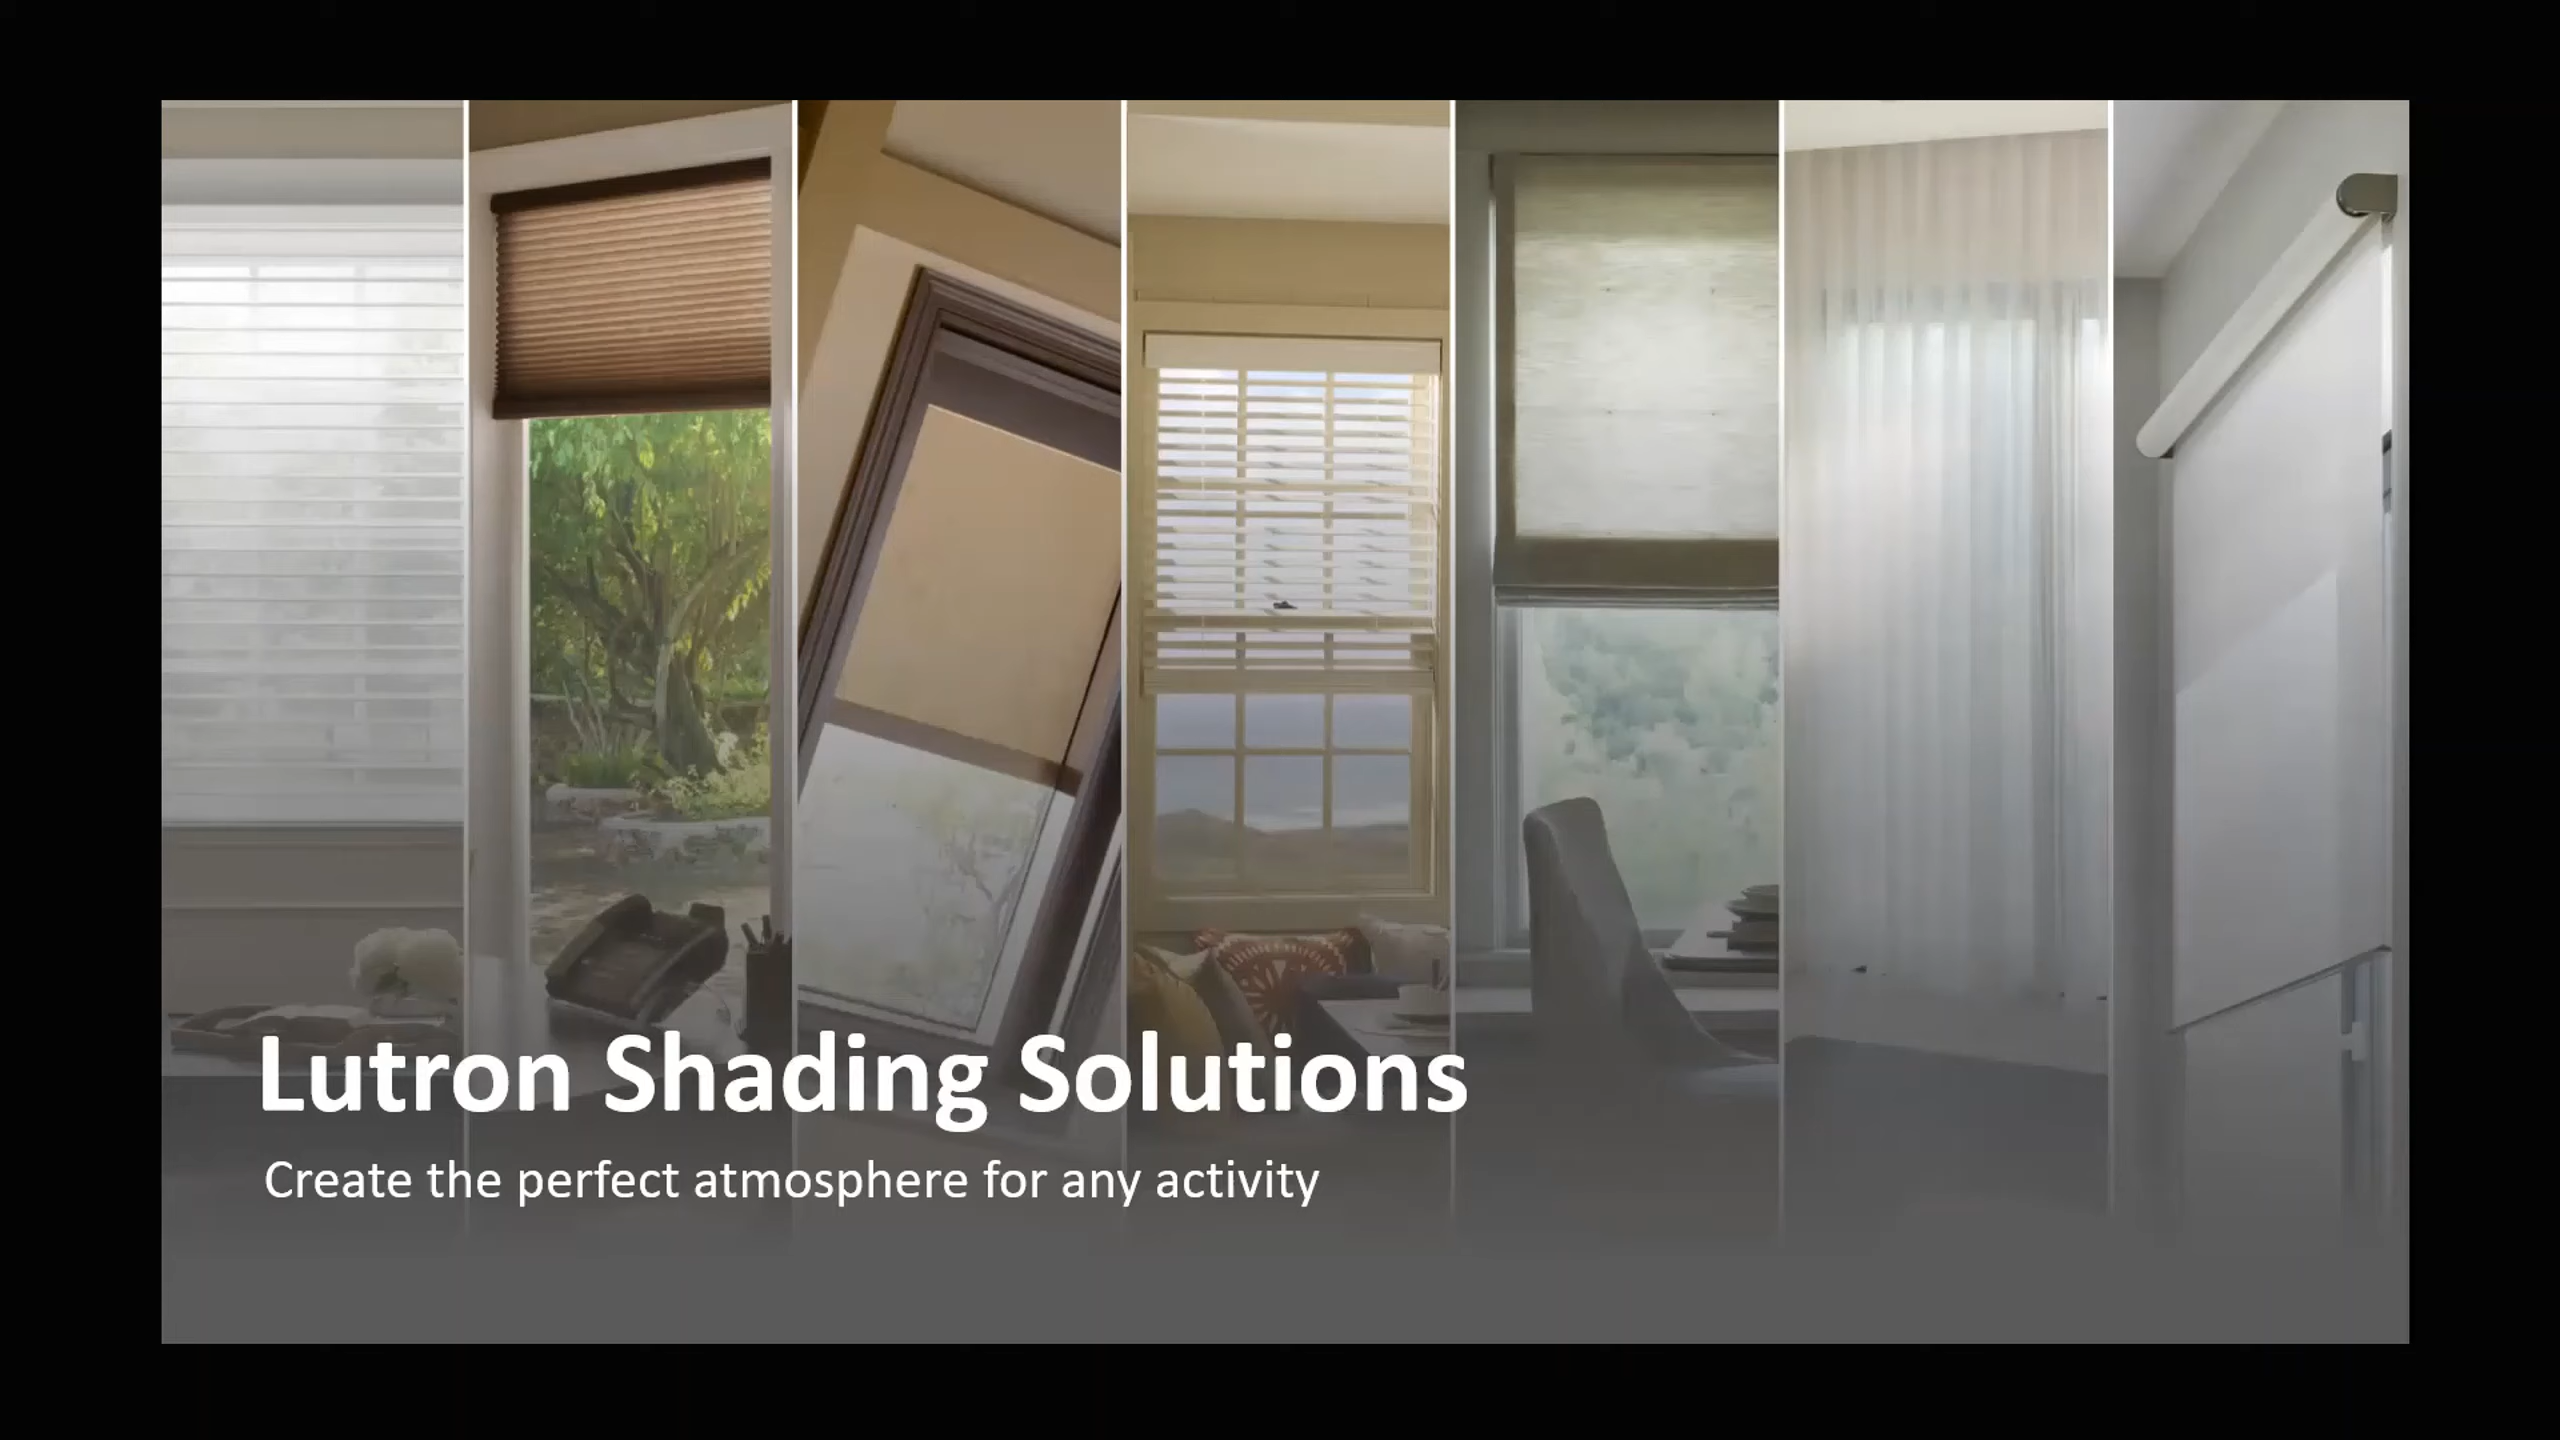 Lutron Shading Solutions
Create the perfect atmosphere for any activity